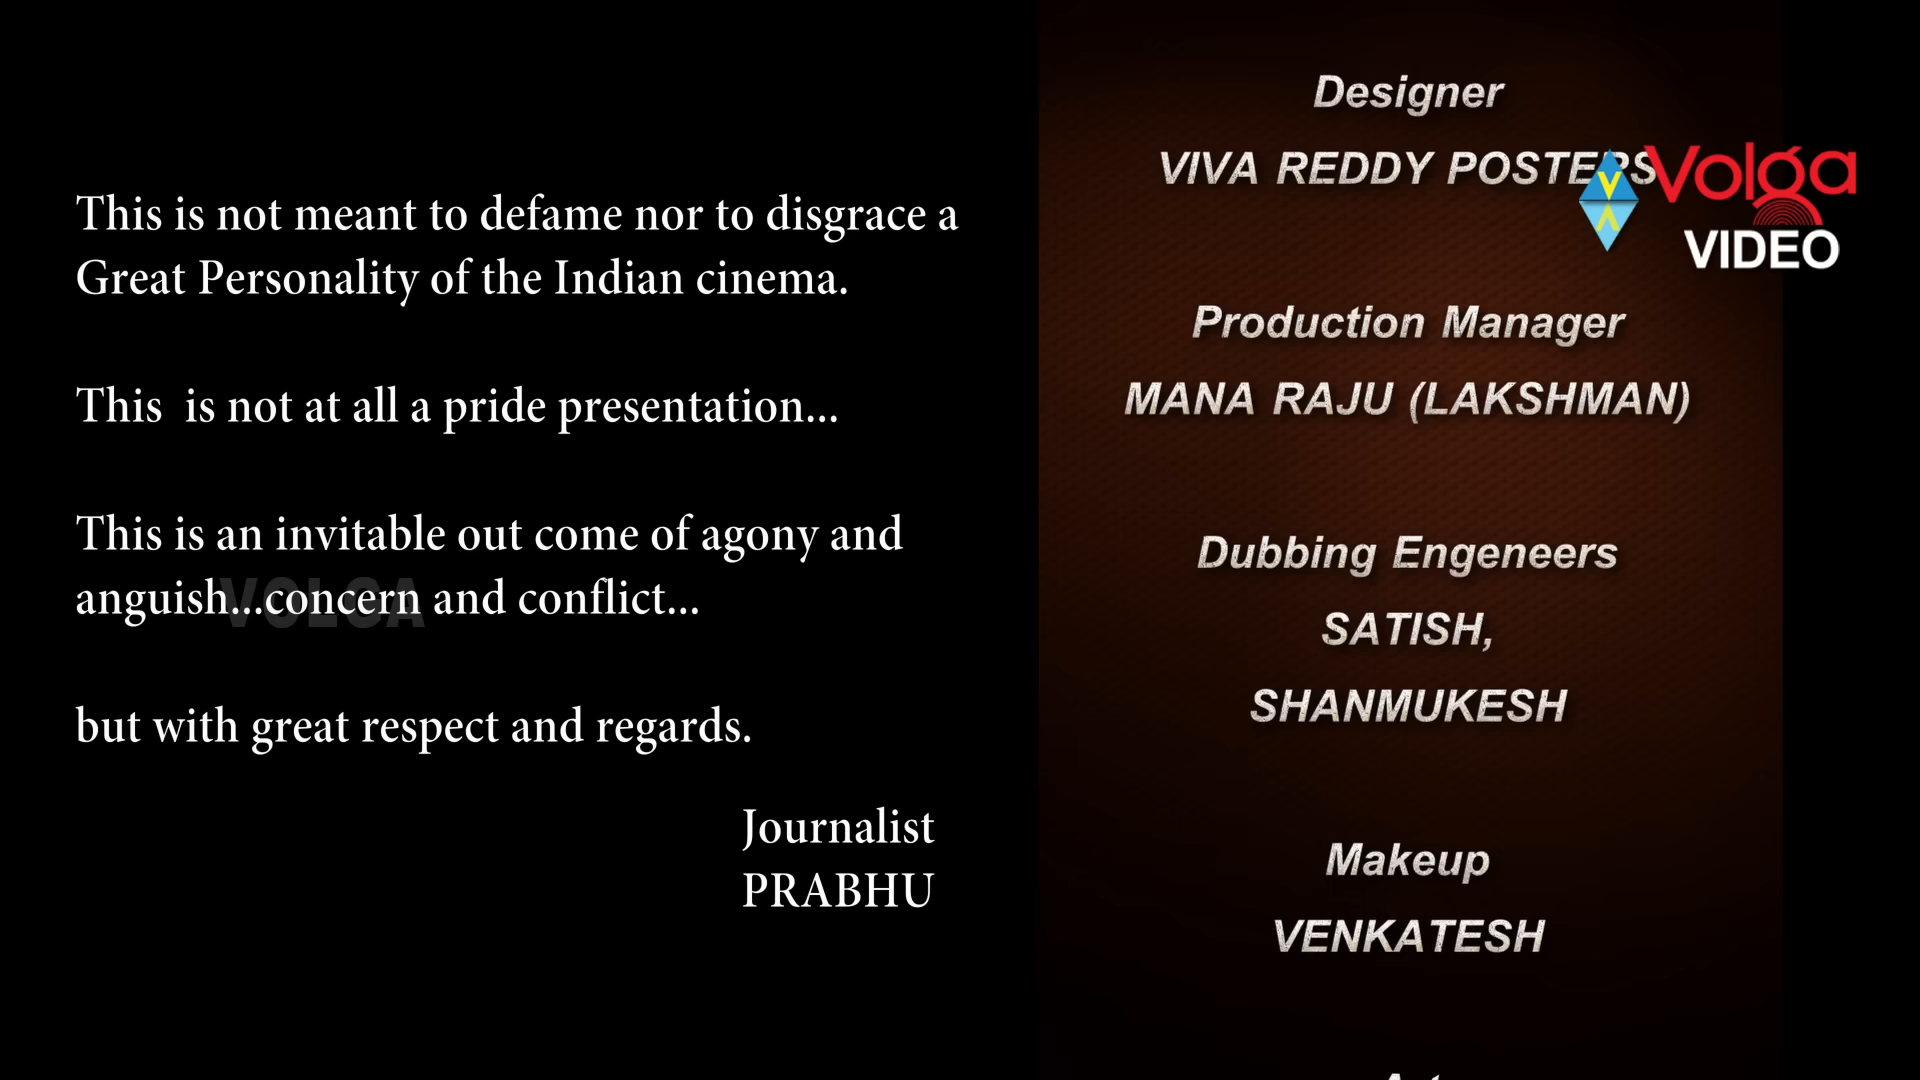 This is not meant to defame nor to disgrace a
Great Personality of the Indian cinema.
This is not at all a pride presentation...
This is an invitable out come of agony and
anguish...concern and conflict...
but with great respect and regards.
Journalist
PRABHU
VOLGA
Designer
VIVA REDDY POSTERS
Production Manager
MANA RAJU (LAKSHMAN)
Dubbing Engeneers
SATISH,
SHANMUKESH
Makeup
VENKATESH
Volga
VIDEO